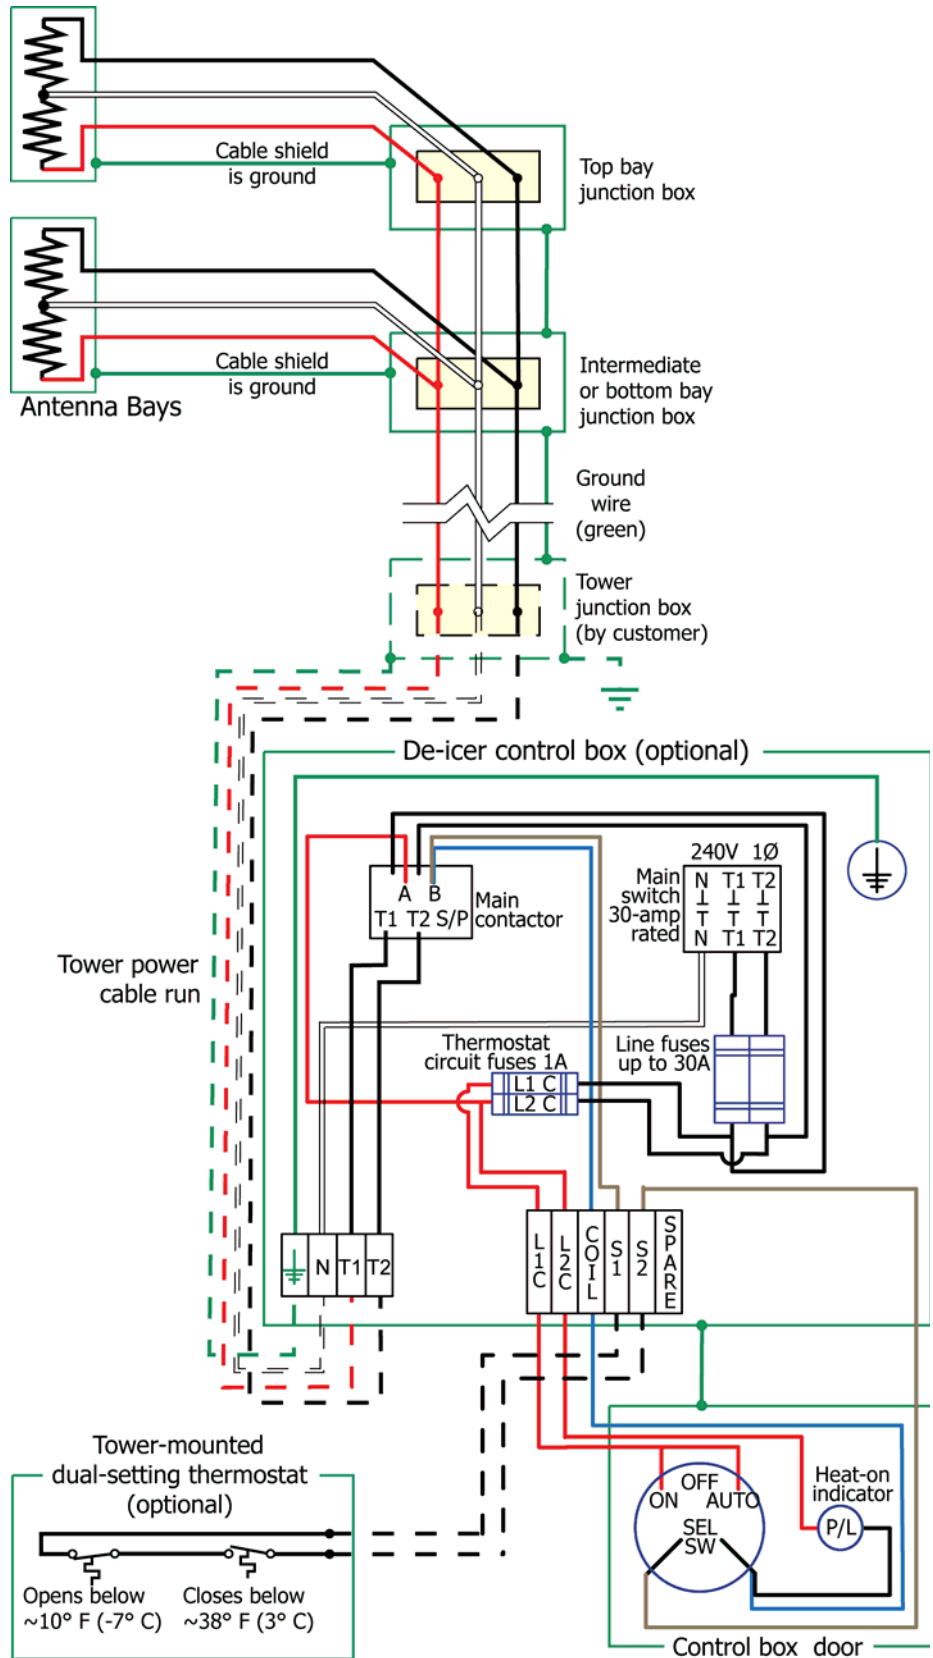 Cable shield
is ground
Top bay
junction box
Cable shield
is ground
Intermediate
or bottom bay
junction box
Antenna Bays
Ground
wire
(green)
Tower
junction box
(by customer)
De-icer control box (optional)
240V 1Ø
Main
switch
30-amp
rated
N T1 T2
N T1 T2
A B
T1 T2 S/P
Main
contactor
Tower power
cable run
Thermostat
circuit fuses 1A
L1 C
L2 C
Line fuses
up to 30A
N T1 T2
L1C
L2C
COIL
S1
S2
SPARE
Tower-mounted
dual-setting thermostat
(optional)
Opens below
~10° F (-7° C)
Closes below
~38° F (3° C)
OFF
ON AUTO
SEL
SW
Heat-on
indicator
P/L
Control box door